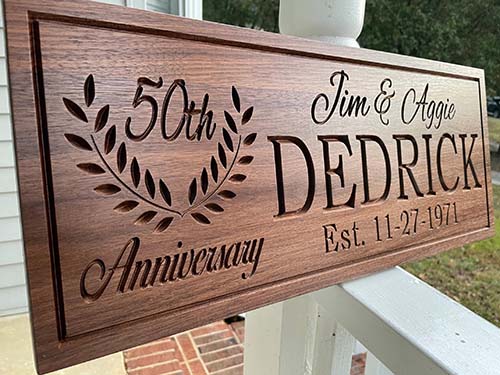 50th
Anniversary
Jim & Aggie
DEDRICK
Est. 11-27-1971